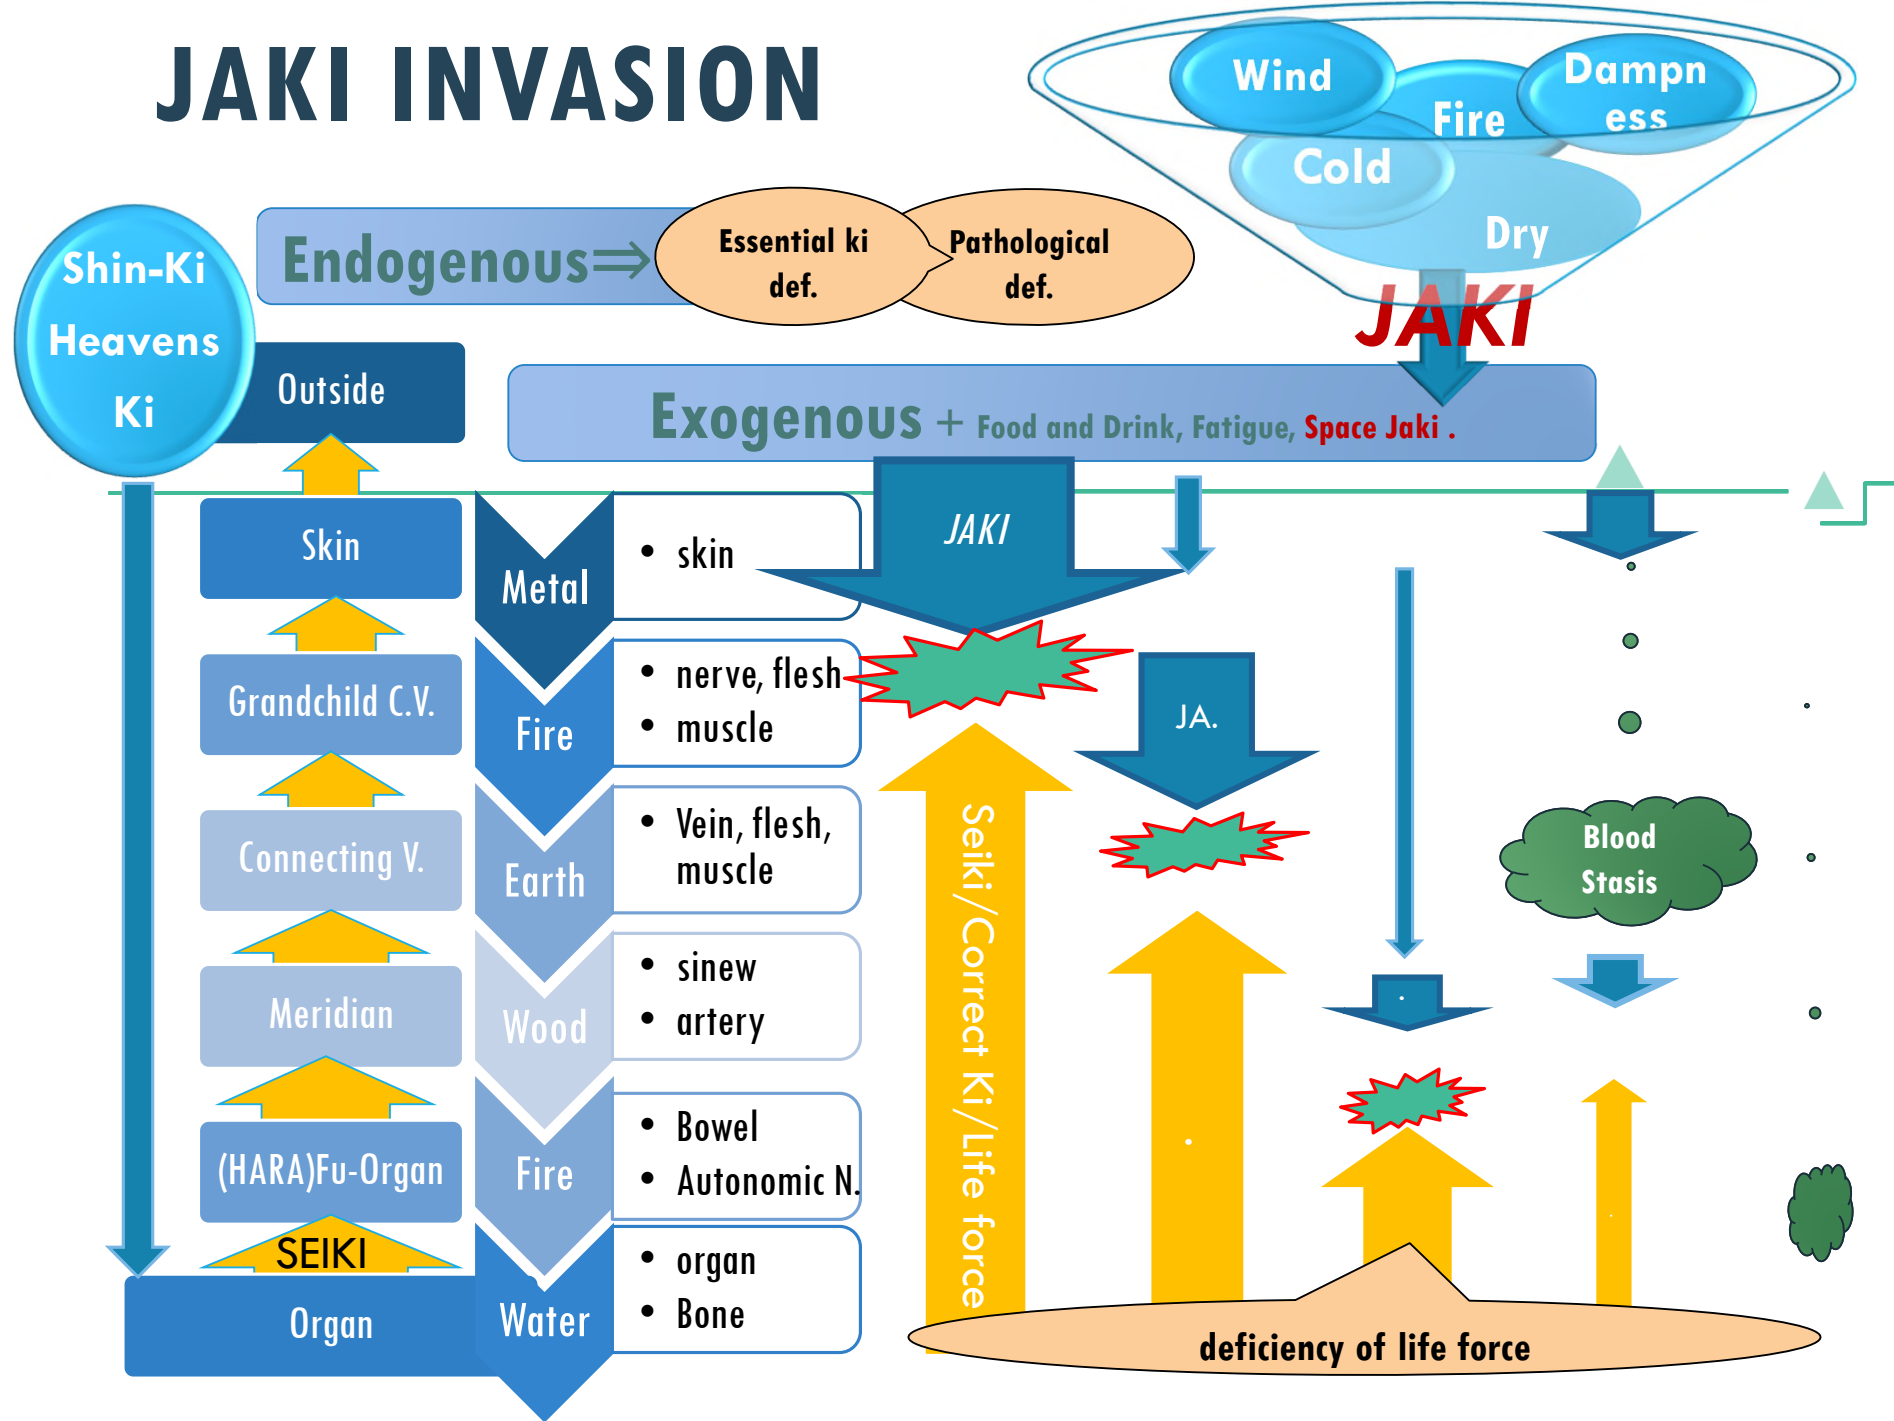 JAKI INVASION
Wind
Fire
Dampn
ess
Cold
Dry
JAKI
Shin-Ki
Heavens
Ki
Endogenous⇒
Essential ki
def.
Pathological
def.
Outside
Exogenous + Food and Drink, Fatigue, Space Jaki .
Skin
Grandchild C.V.
Connecting V.
Meridian
(HARA)Fu-Organ
SEIKI
Organ
Metal
• skin
Fire
• nerve, flesh
• muscle
Earth
• Vein, flesh,
muscle
Wood
• sinew
• artery
Fire
• Bowel
• Autonomic N.
Water
• organ
• Bone
JAKI
Seiki/Correct Ki/Life force
JA.
Blood
Stasis
deficiency of life force